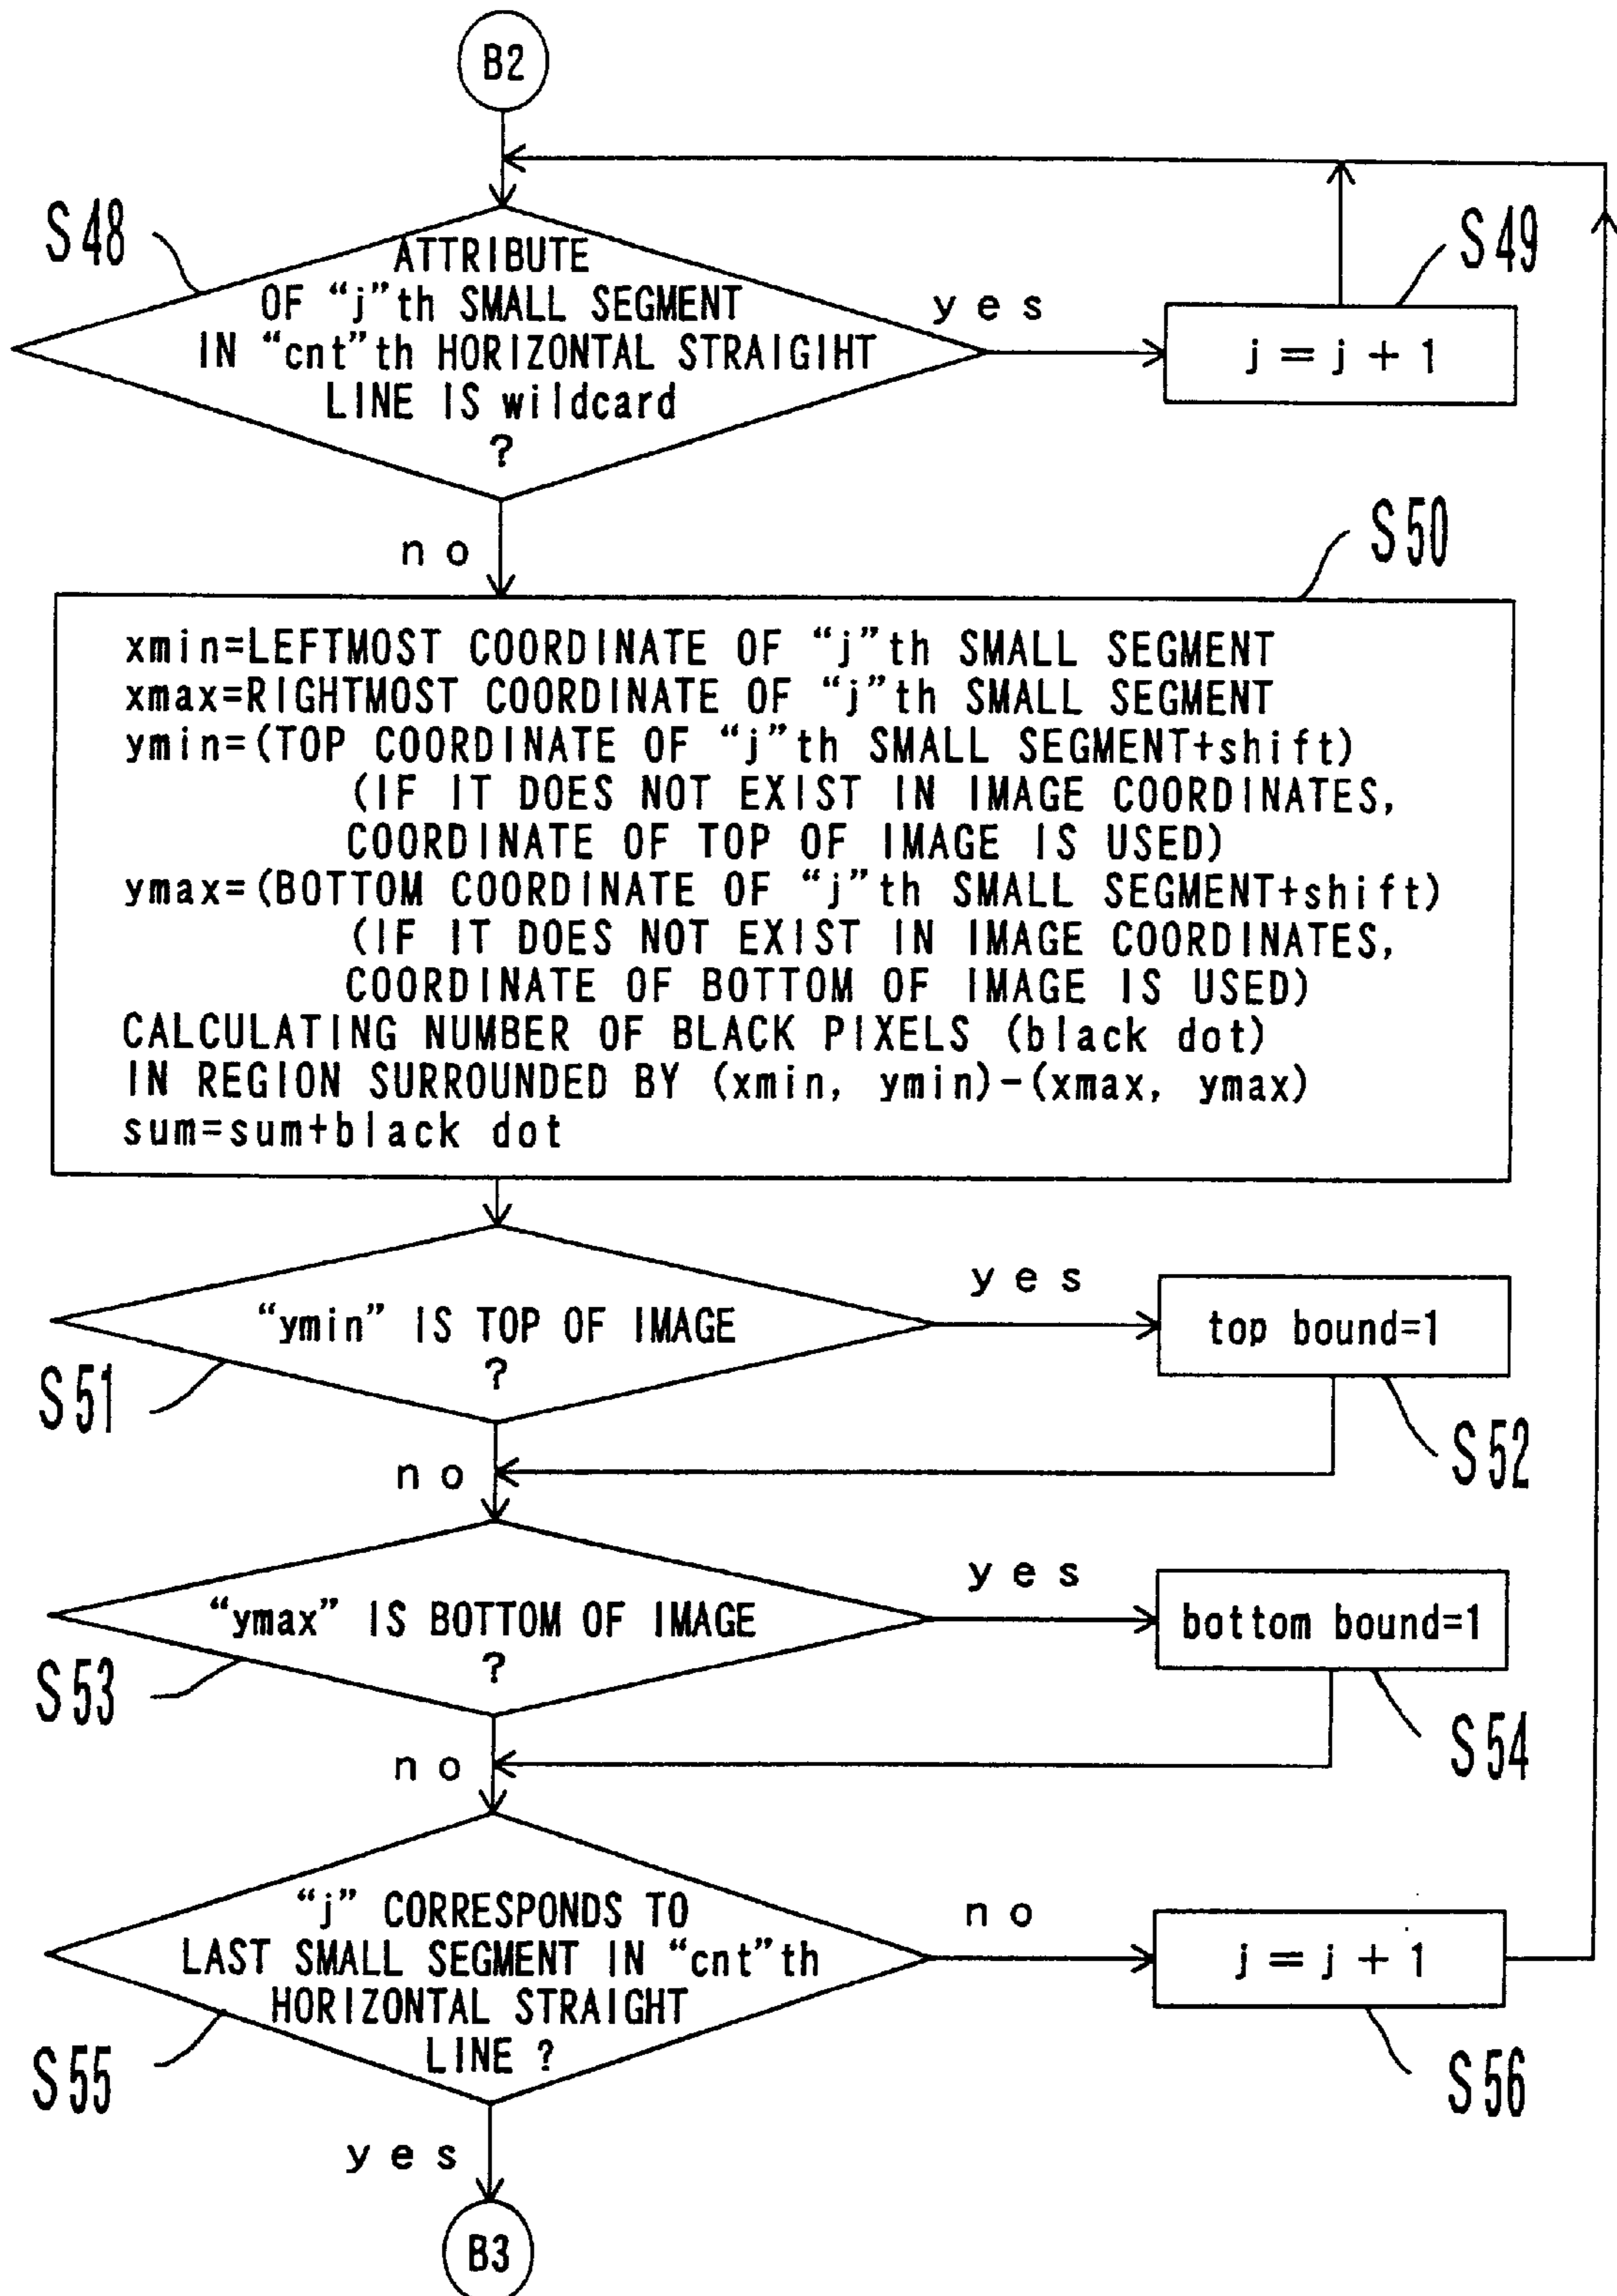 B2
S48
ATTRIBUTE
OF “j”th SMALL SEGMENT
IN “cnt”th HORIZONTAL STRAIGIHT
LINE IS wildcard
?
yes
S49
j = j + 1
no
S50
xmin=LEFTMOST COORDINATE OF “j”th SMALL SEGMENT
xmax=RIGHTMOST COORDINATE OF “j”th SMALL SEGMENT
ymin=(TOP COORDINATE OF “j”th SMALL SEGMENT+shift)
(IF IT DOES NOT EXIST IN IMAGE COORDINATES,
COORDINATE OF TOP OF IMAGE IS USED)
ymax=(BOTTOM COORDINATE OF “j”th SMALL SEGMENT+shift)
(IF IT DOES NOT EXIST IN IMAGE COORDINATES,
COORDINATE OF BOTTOM OF IMAGE IS USED)
CALCULATING NUMBER OF BLACK PIXELS (black dot)
IN REGION SURROUNDED BY (xmin, ymin)-(xmax, ymax)
sum=sum+black dot
“ymin” IS TOP OF IMAGE
?
S51
yes
top bound=1
S52
no
“ymax” IS BOTTOM OF IMAGE
?
S53
yes
bottom bound=1
S54
no
“j” CORRESPONDS TO
LAST SMALL SEGMENT IN “cnt”th
HORIZONTAL STRAIGHT
LINE ?
S55
no
j = j + 1
S56
yes
B3